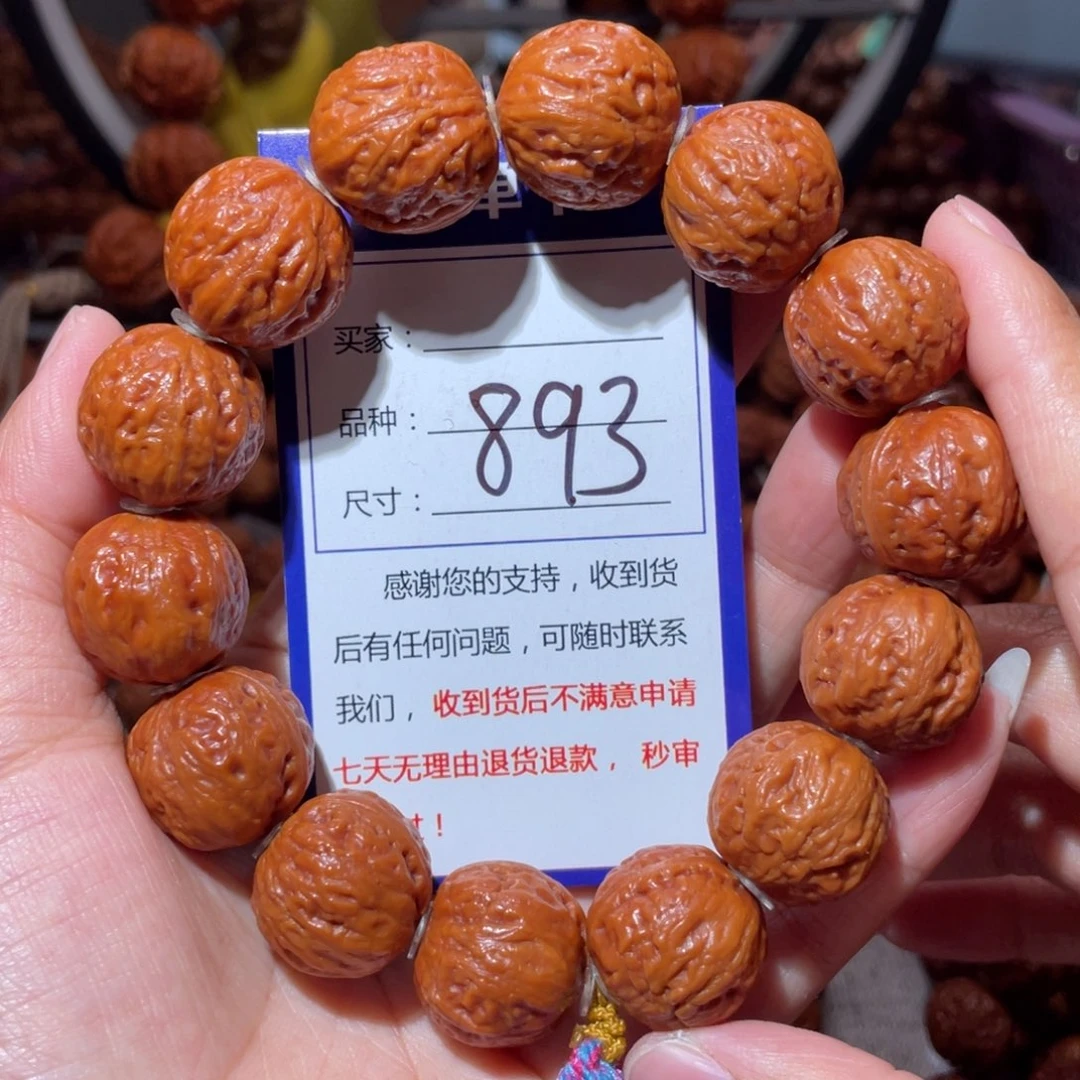 单
买家：
品种：
893
尺寸：
感谢您的支持，收到货
后有任何问题，可随时联系
我们，收到货后不满意申请
七天无理由退货退款，秒审
！